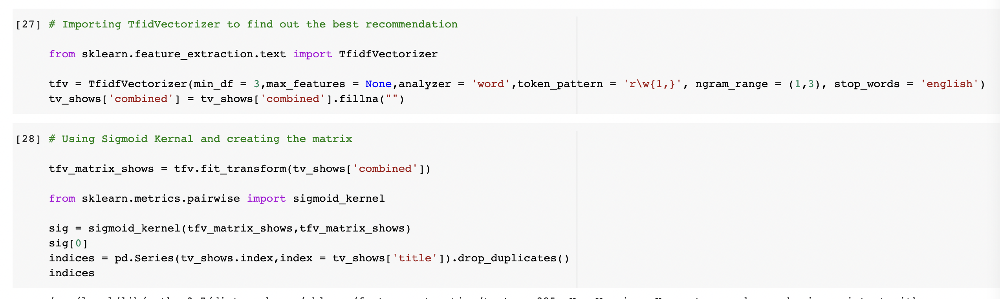 [27] # Importing TfidVectorizer to find out the best recommendation
from sklearn.feature_extraction.text import TfidfVectorizer
tfv = TfidfVectorizer(min_df = 3,max_features = None,analyzer = 'word',token_pattern = 'r\w{1,}', ngram_range = (1,3), stop_words = 'english')
tv_shows['combined'] = tv_shows['combined'].fillna("")
[28] # Using Sigmoid Kernal and creating the matrix
tfv_matrix_shows = tfv.fit_transform(tv_shows['combined'])
from sklearn.metrics.pairwise import sigmoid_kernel
sig = sigmoid_kernel(tfv_matrix_shows,tfv_matrix_shows)
sig[0]
indices = pd.Series(tv_shows.index,index = tv_shows['title']).drop_duplicates()
indices